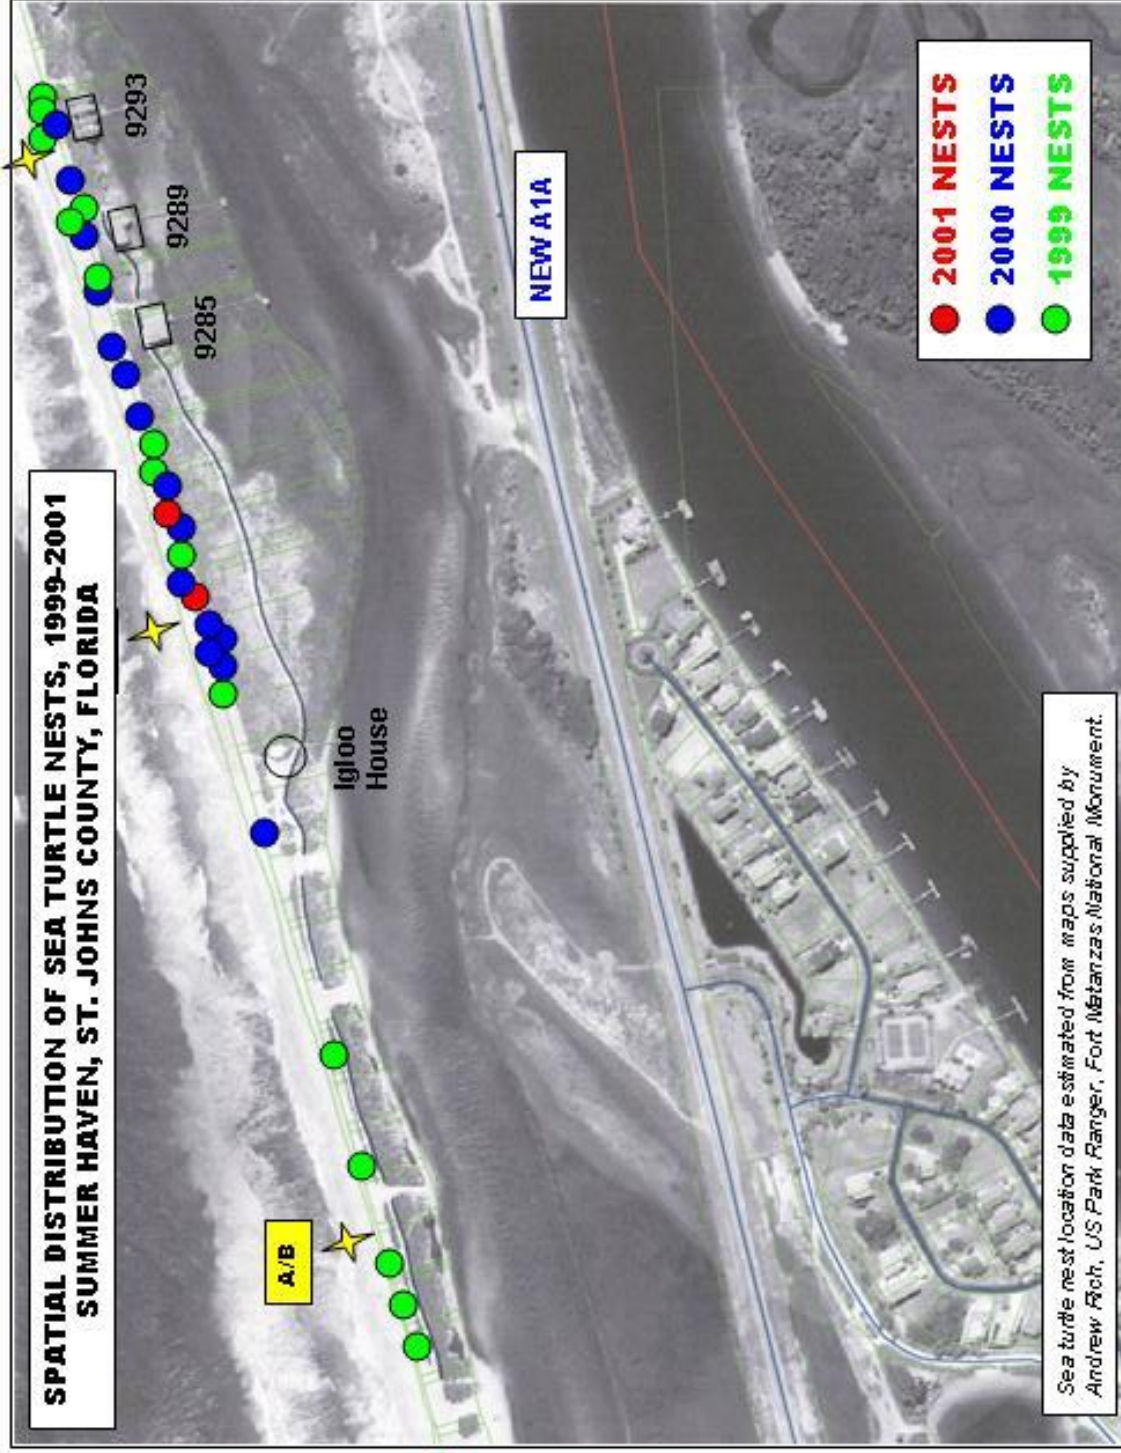 SPATIAL DISTRIBUTION OF SEA TURTLE NESTS, 1999-2001
SUMMER HAVEN, ST. JOHNS COUNTY, FLORIDA
A/B
Igloo
House
9285
9289
9293
NEW A1A
2001 NESTS
2000 NESTS
1999 NESTS
Sea turtle nest location data estimated from maps supplied by
Andrew Rich, US Park Ranger, Fort Matanzas National Monument.